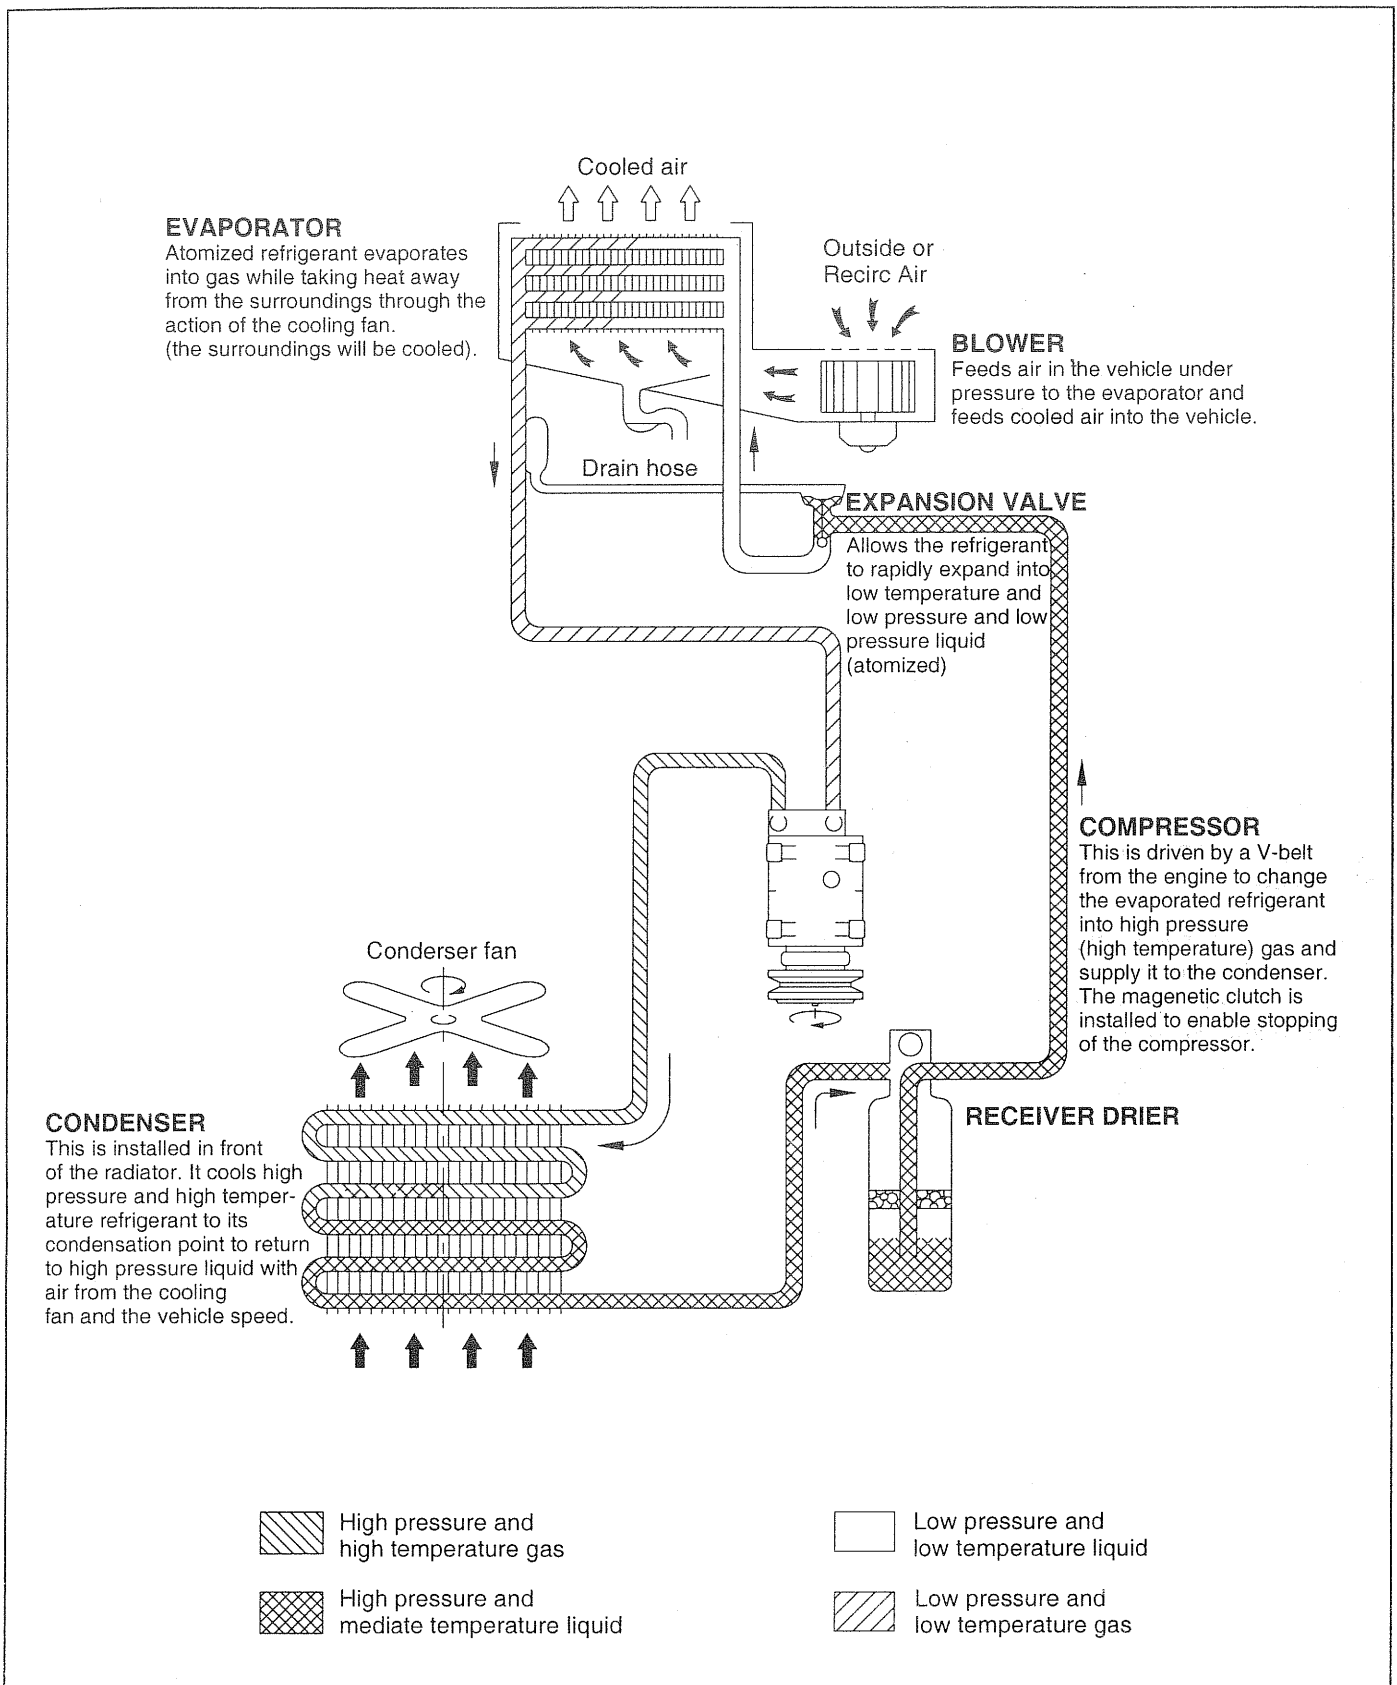 Cooled air
EVAPORATOR
Atomized refrigerant evaporates
into gas while taking heat away
from the surroundings through the
action of the cooling fan.
(the surroundings will be cooled).
Outside or
Recirc Air
BLOWER
Feeds air in the vehicle under
pressure to the evaporator and
feeds cooled air into the vehicle.
Drain hose
EXPANSION VALVE
Allows the refrigerant
to rapidly expand into
low temperature and
low pressure and low
pressure liquid
(atomized)
COMPRESSOR
This is driven by a V-belt
from the engine to change
the evaporated refrigerant
into high pressure
(high temperature) gas and
supply it to the condenser.
The magenetic clutch is
installed to enable stopping
of the compressor.
Conderser fan
CONDENSER
This is installed in front
of the radiator. It cools high
pressure and high temper-
ature refrigerant to its
condensation point to return
to high pressure liquid with
air from the cooling
fan and the vehicle speed.
RECEIVER DRIER
High pressure and
high temperature gas
High pressure and
mediate temperature liquid
Low pressure and
low temperature liquid
Low pressure and
low temperature gas